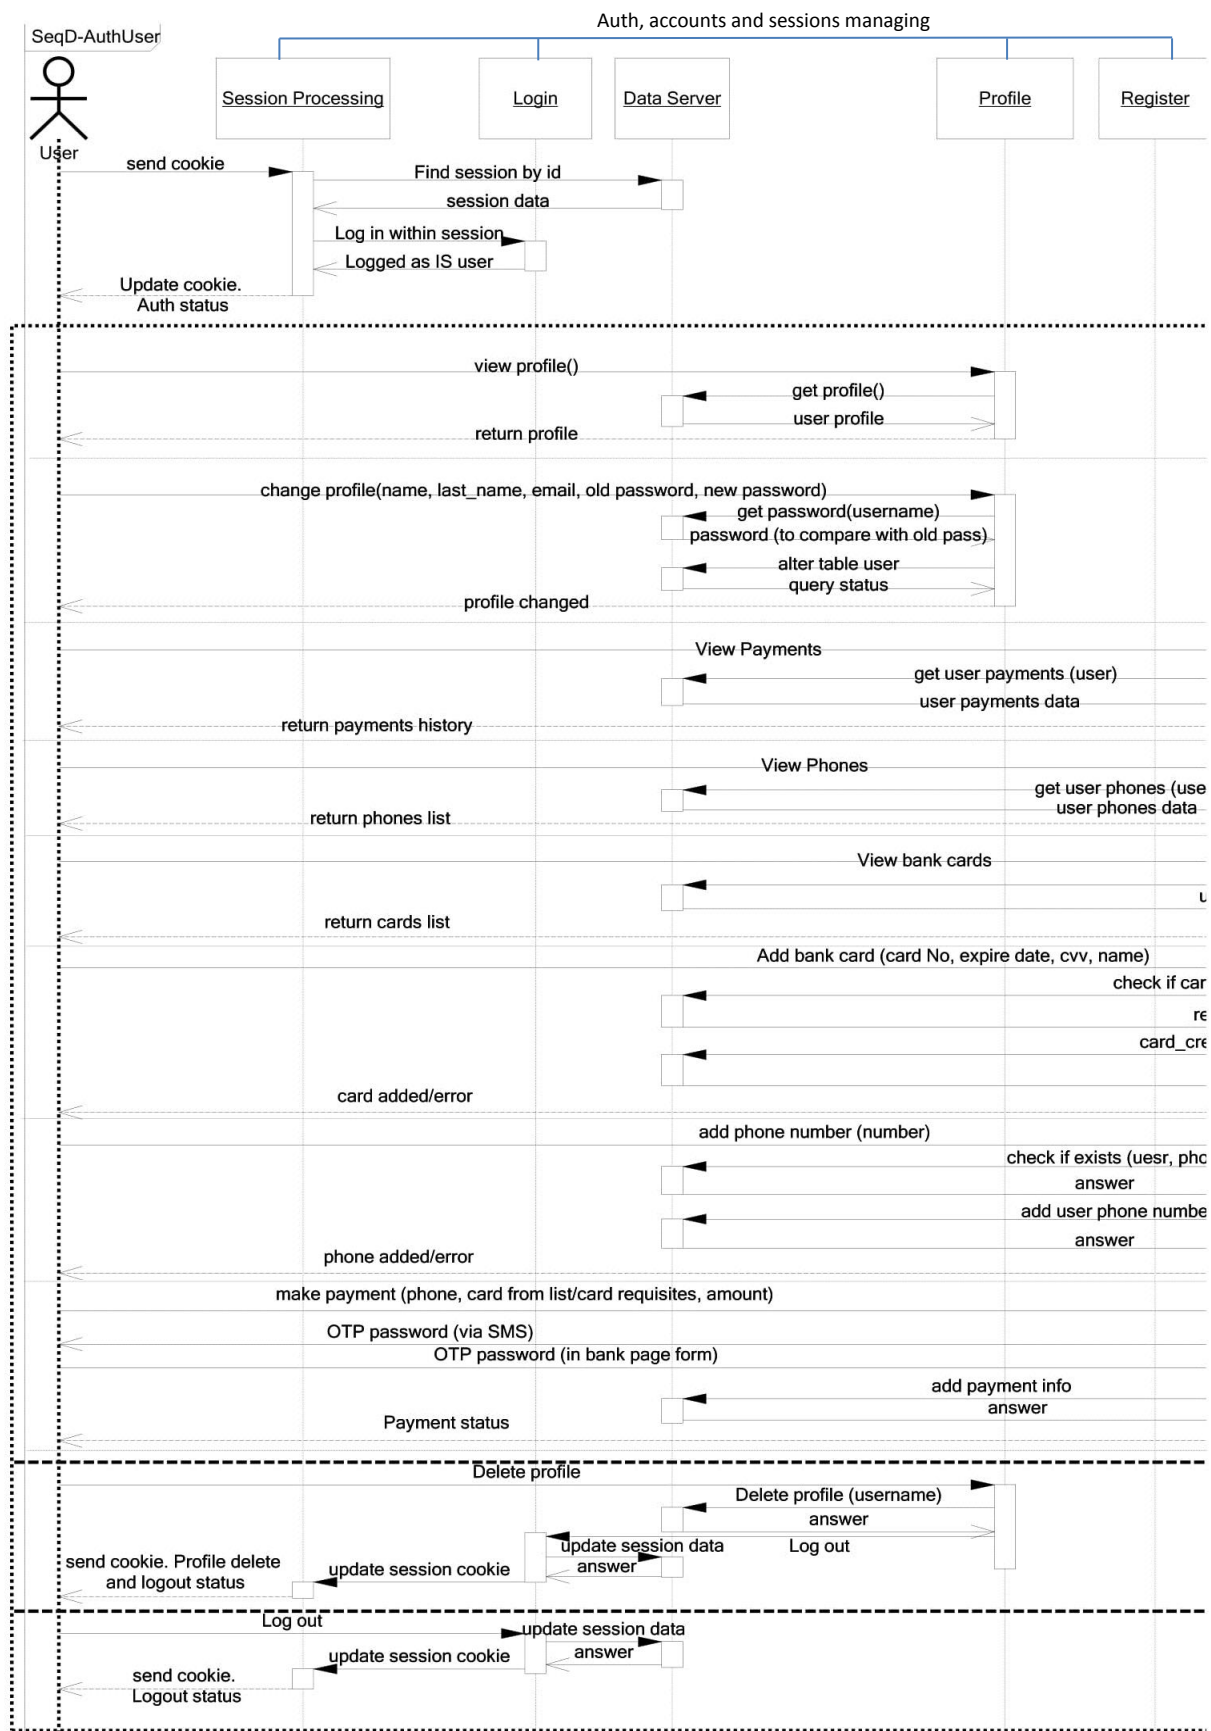 Auth, accounts and sessions managing
SeqD-AuthUser
Session Processing
Login
Data Server
Profile
Register
User
send cookie
Find session by id
session data
Log in within session
Logged as IS user
Update cookie.
Auth status
view profile()
get profile()
user profile
return profile
change profile(name, last_name, email, old password, new password)
get password(username)
password (to compare with old pass)
alter table user
query status
profile changed
View Payments
get user payments (user)
user payments data
return payments history
View Phones
get user phones (use
user phones data
return phones list
View bank cards
u
return cards list
Add bank card (card No, expire date, cvv, name)
check if car
re
card_cre
card added/error
add phone number (number)
check if exists (uesr, pho
answer
add user phone numbe
answer
phone added/error
make payment (phone, card from list/card requisites, amount)
OTP password (via SMS)
OTP password (in bank page form)
add payment info
answer
Payment status
Delete profile
Delete profile (username)
answer
Log out
update session data
answer
update session cookie
send cookie. Profile delete
and logout status
Log out
update session data
answer
update session cookie
send cookie.
Logout status